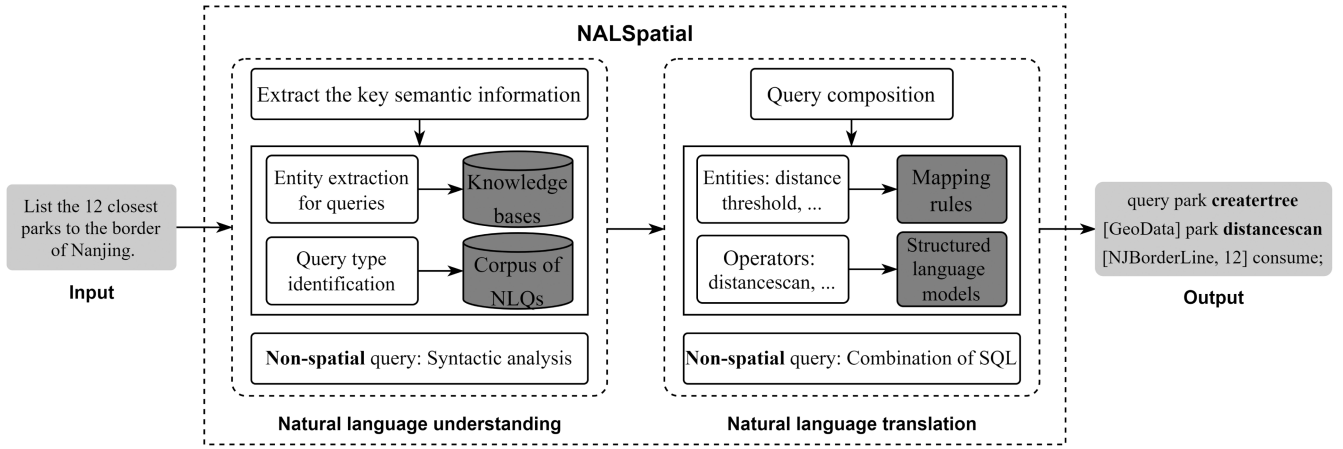 NALSpatial
Extract the key semantic information
Entity extraction
for queries
Knowledge
bases
Query type
identification
Corpus of
NLQs
Non-spatial query: Syntactic analysis
Natural language understanding
Query composition
Entities: distance
threshold, ...
Mapping
rules
Operators:
distancescan, ...
Structured
language
models
Non-spatial query: Combination of SQL
Natural language translation
List the 12 closest
parks to the border
of Nanjing.
Input
query park creatertree
[GeoData] park distancescan
[NJBorderLine, 12] consume;
Output